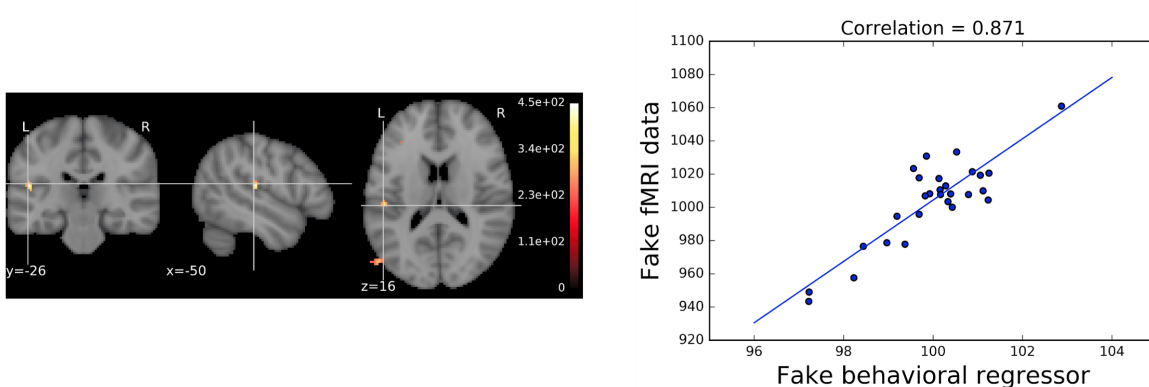 L
R
y=-26
x=-50
L
R
z=16
4.5e+02
3.4e+02
2.3e+02
1.1e+02
0
Correlation = 0.871
Fake fMRI data
1100
1080
1060
1040
1020
1000
980
960
940
920
96 98 100 102 104
Fake behavioral regressor